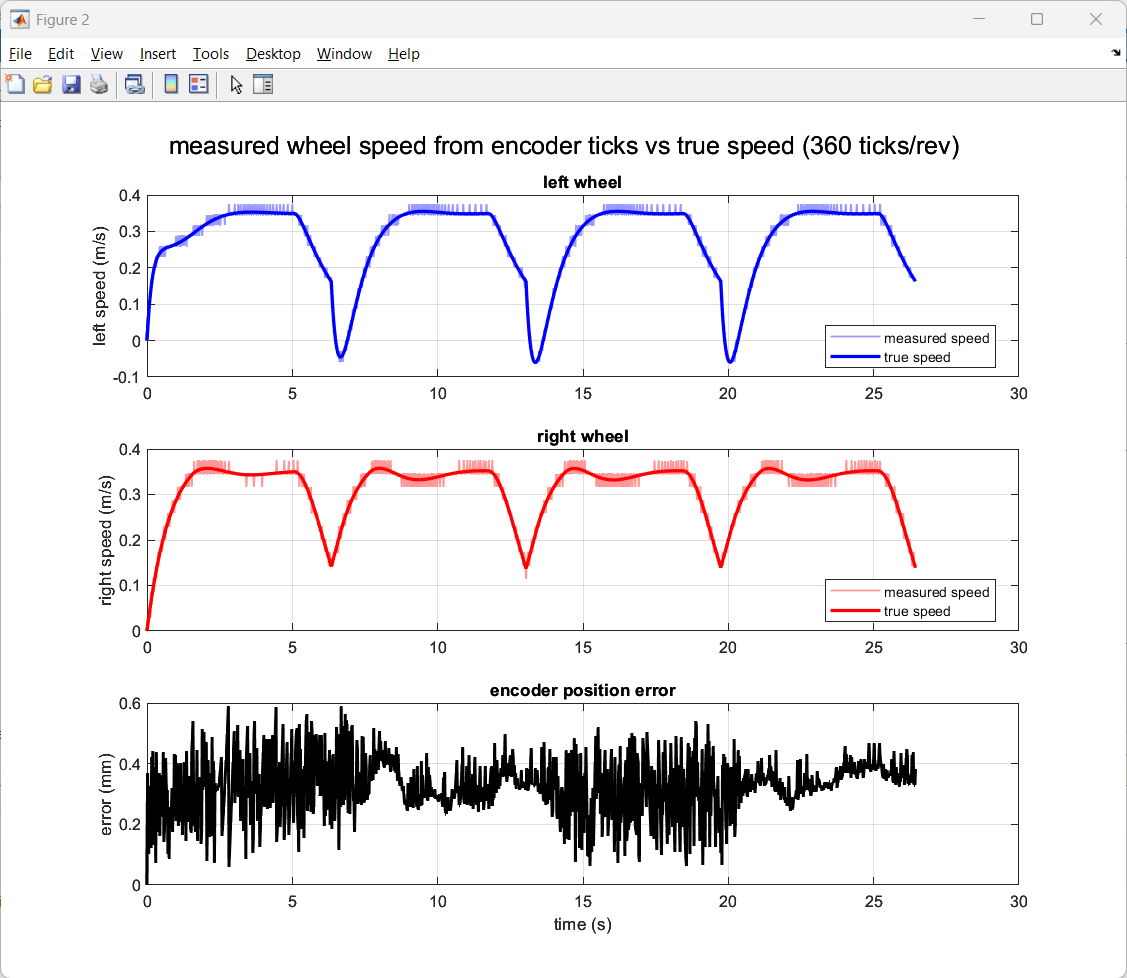 Figure 2
File Edit View Insert Tools Desktop Window Help
measured wheel speed from encoder ticks vs true speed (360 ticks/rev)
left wheel
left speed (m/s)
0.4
0.3
0.2
0.1
0
-0.1
0 5 10 15 20 25 30
measured speed
true speed
right wheel
right speed (m/s)
0.4
0.3
0.2
0.1
0
0 5 10 15 20 25 30
measured speed
true speed
encoder position error
error (mm)
0.6
0.4
0.2
0
0 5 10 15 20 25 30
time (s)